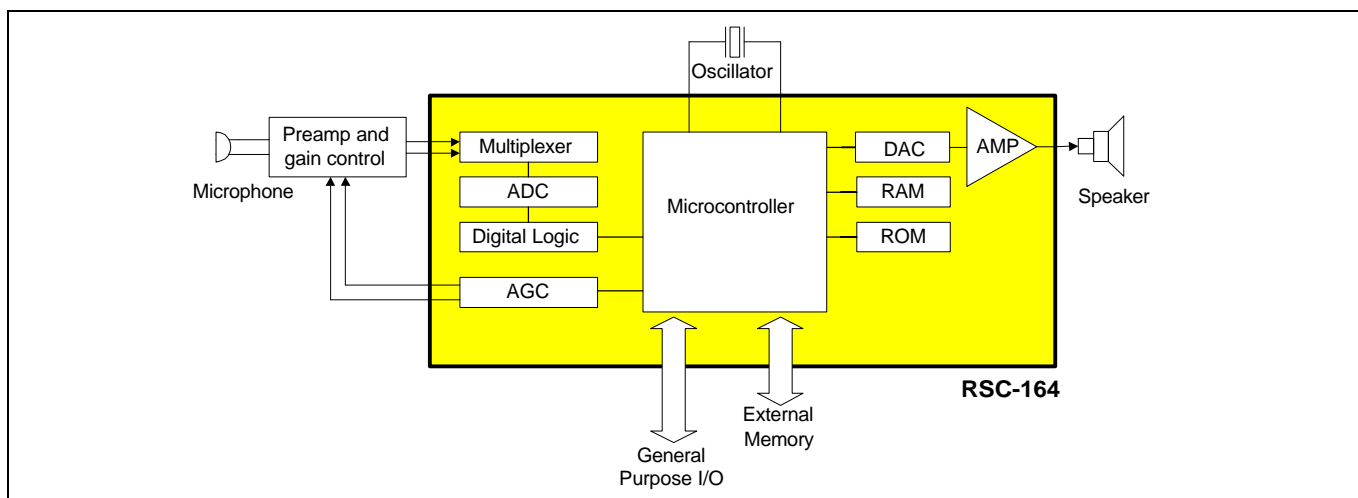 Oscillator
Preamp and
gain control
Microphone
Multiplexer
ADC
Digital Logic
AGC
Microcontroller
DAC
RAM
ROM
AMP
Speaker
RSC-164
External
Memory
General
Purpose I/O